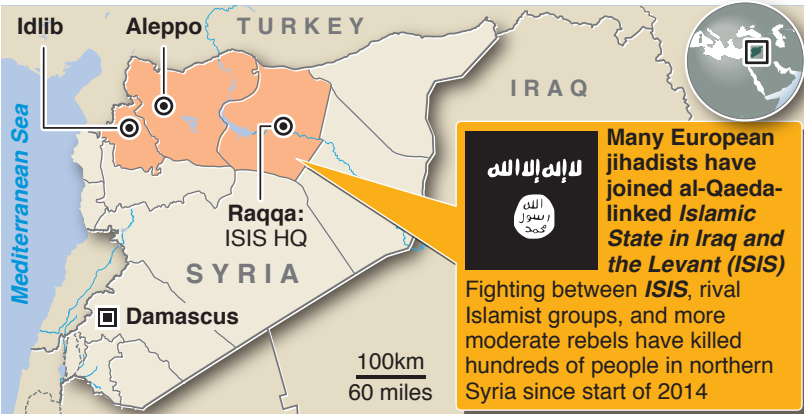 Idlib
Aleppo
TURKEY
IRAQ
Mediterranean Sea
Raqqa:
ISIS HQ
SYRIA
Damascus
100km
60 miles
لا إله إلا الله
الله
رسول
محمد
Many European
jihadists have
joined al-Qaeda-
linked Islamic
State in Iraq and
the Levant (ISIS)
Fighting between ISIS, rival
Islamist groups, and more
moderate rebels have killed
hundreds of people in northern
Syria since start of 2014